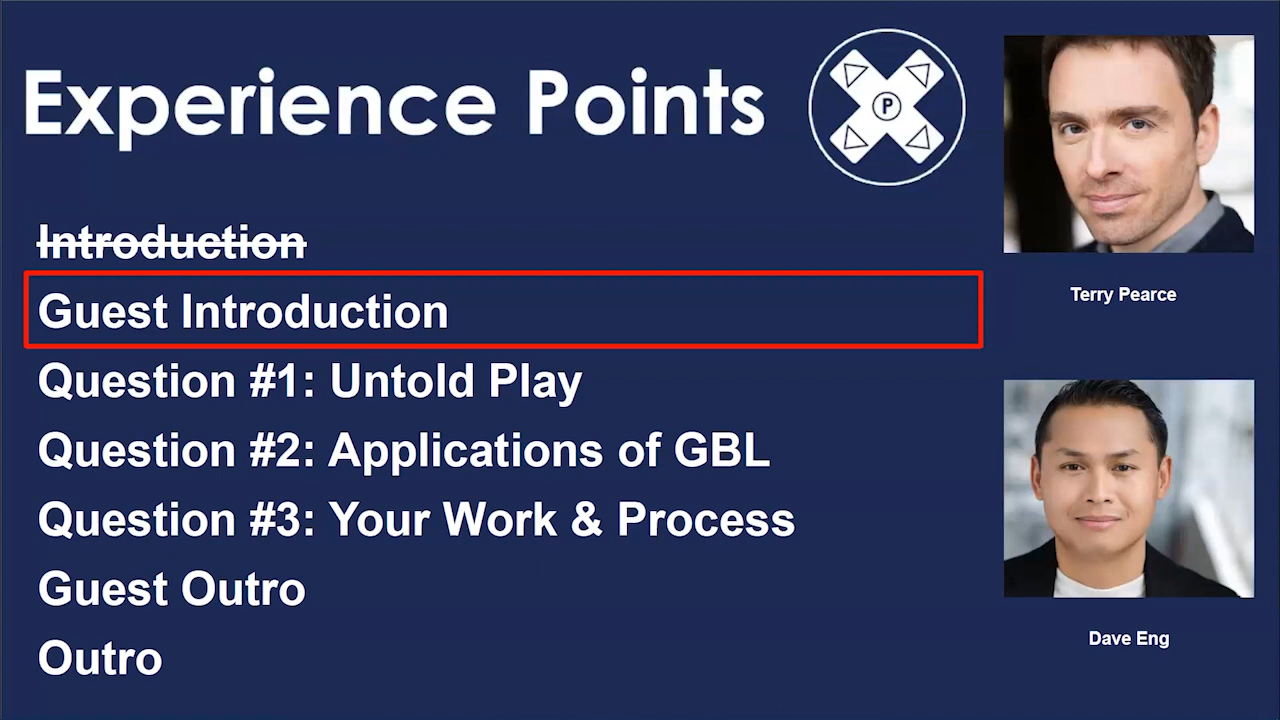 Experience Points
P
Introduction
Guest Introduction
Question #1: Untold Play
Question #2: Applications of GBL
Question #3: Your Work & Process
Guest Outro
Outro
Terry Pearce
Dave Eng